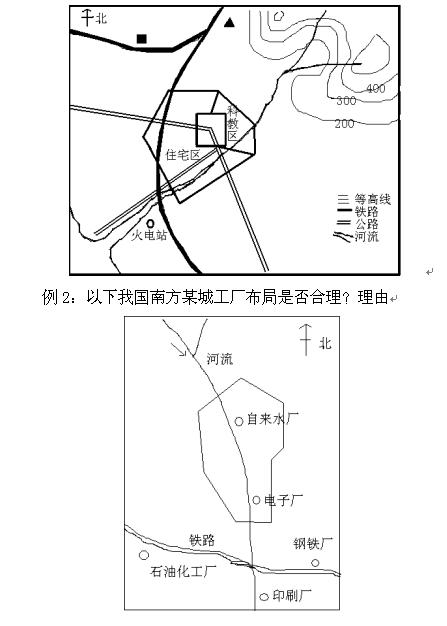 北
科教区
住宅区
400
300
200
火电站
等高线
铁路
公路
河流
例2：以下我国南方某城工厂布局是否合理？理由
河流
北
自来水厂
电子厂
铁路
钢铁厂
石油化工厂
印刷厂